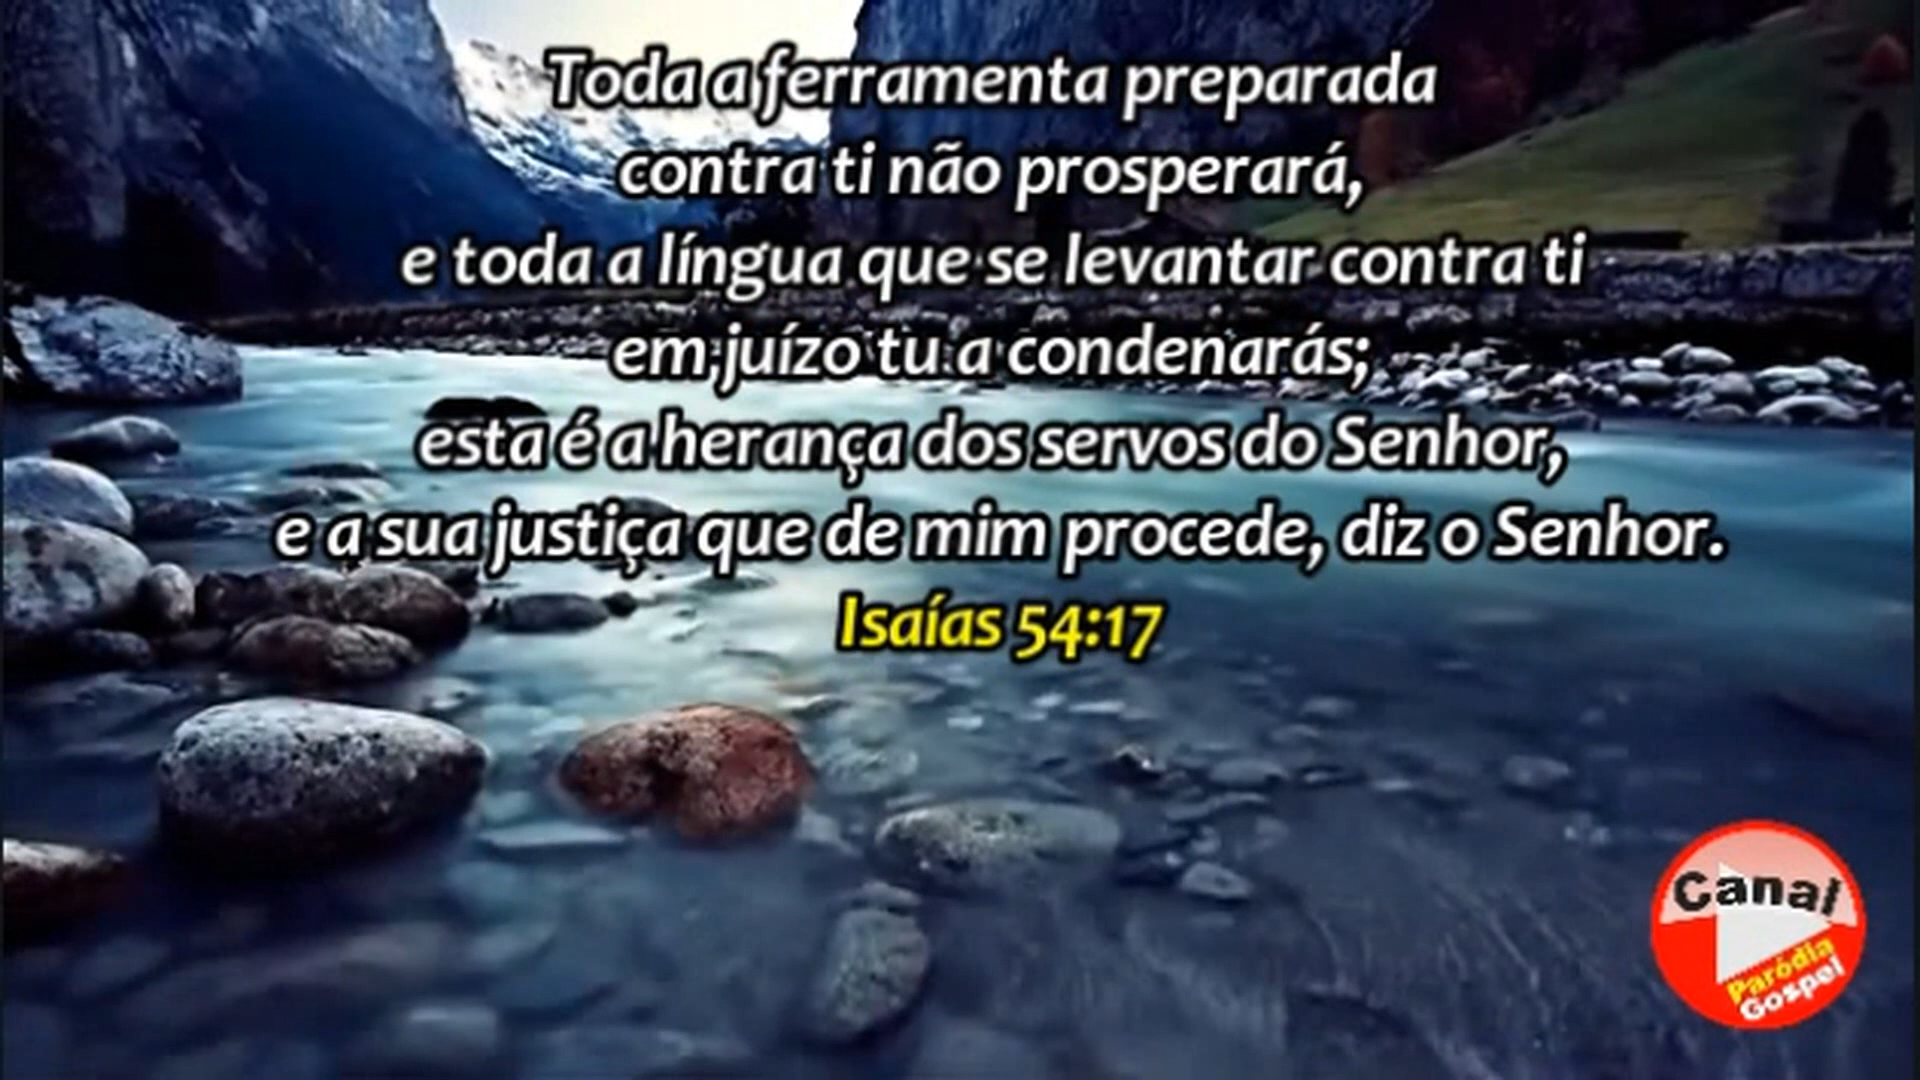 Toda a ferramenta preparada
contra ti não prosperará,
e toda a língua que se levantar contra ti
em juízo tu a condenarás;
esta é a herança dos servos do Senhor,
e a sua justiça que de mim procede, diz o Senhor.
Isaías 54:17
Canal
Paródia
Gospel